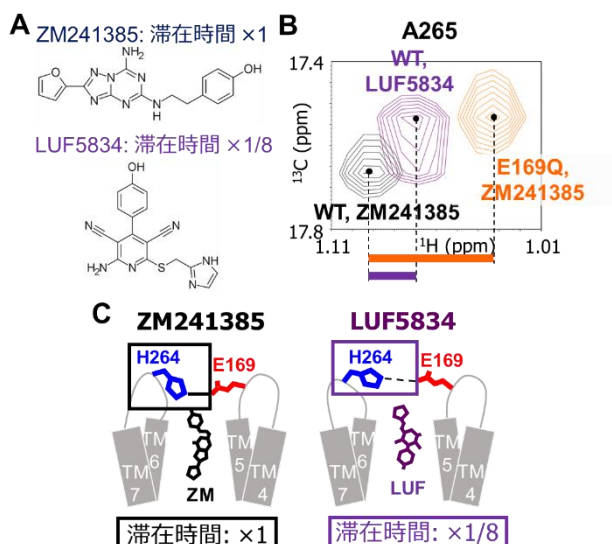 A
ZM241385: 滞在時間 ×1
NH₂
OH
O
N
N
N
N
N
N
H
LUF5834: 滞在時間 ×1/8
OH
N
N
H₂N
N
S
NH
N
B
A265
17.4
17.8
¹³C (ppm)
WT,
LUF5834
E169Q,
ZM241385
WT, ZM241385
1.11
¹H (ppm)
1.01
C
ZM241385
H264
E169
TM
7
TM
6
TM
5
TM
4
ZM
滞在時間: ×1
LUF5834
H264
E169
TM
7
TM
6
TM
5
TM
4
LUF
滞在時間: ×1/8